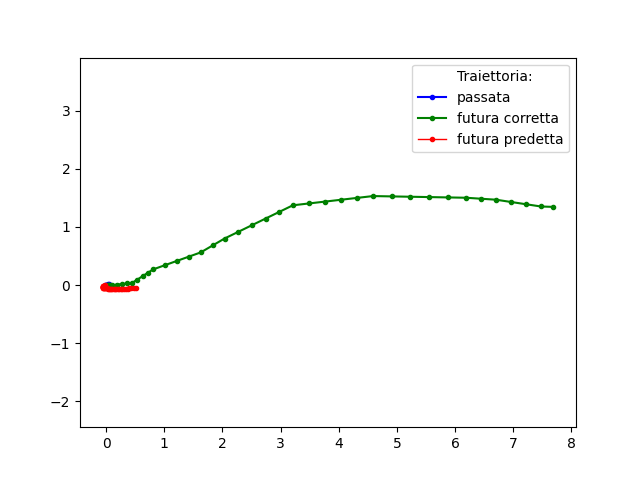 Traiettoria:
passata
futura corretta
futura predetta
3
2
1
0
−1
−2
0 1 2 3 4 5 6 7 8